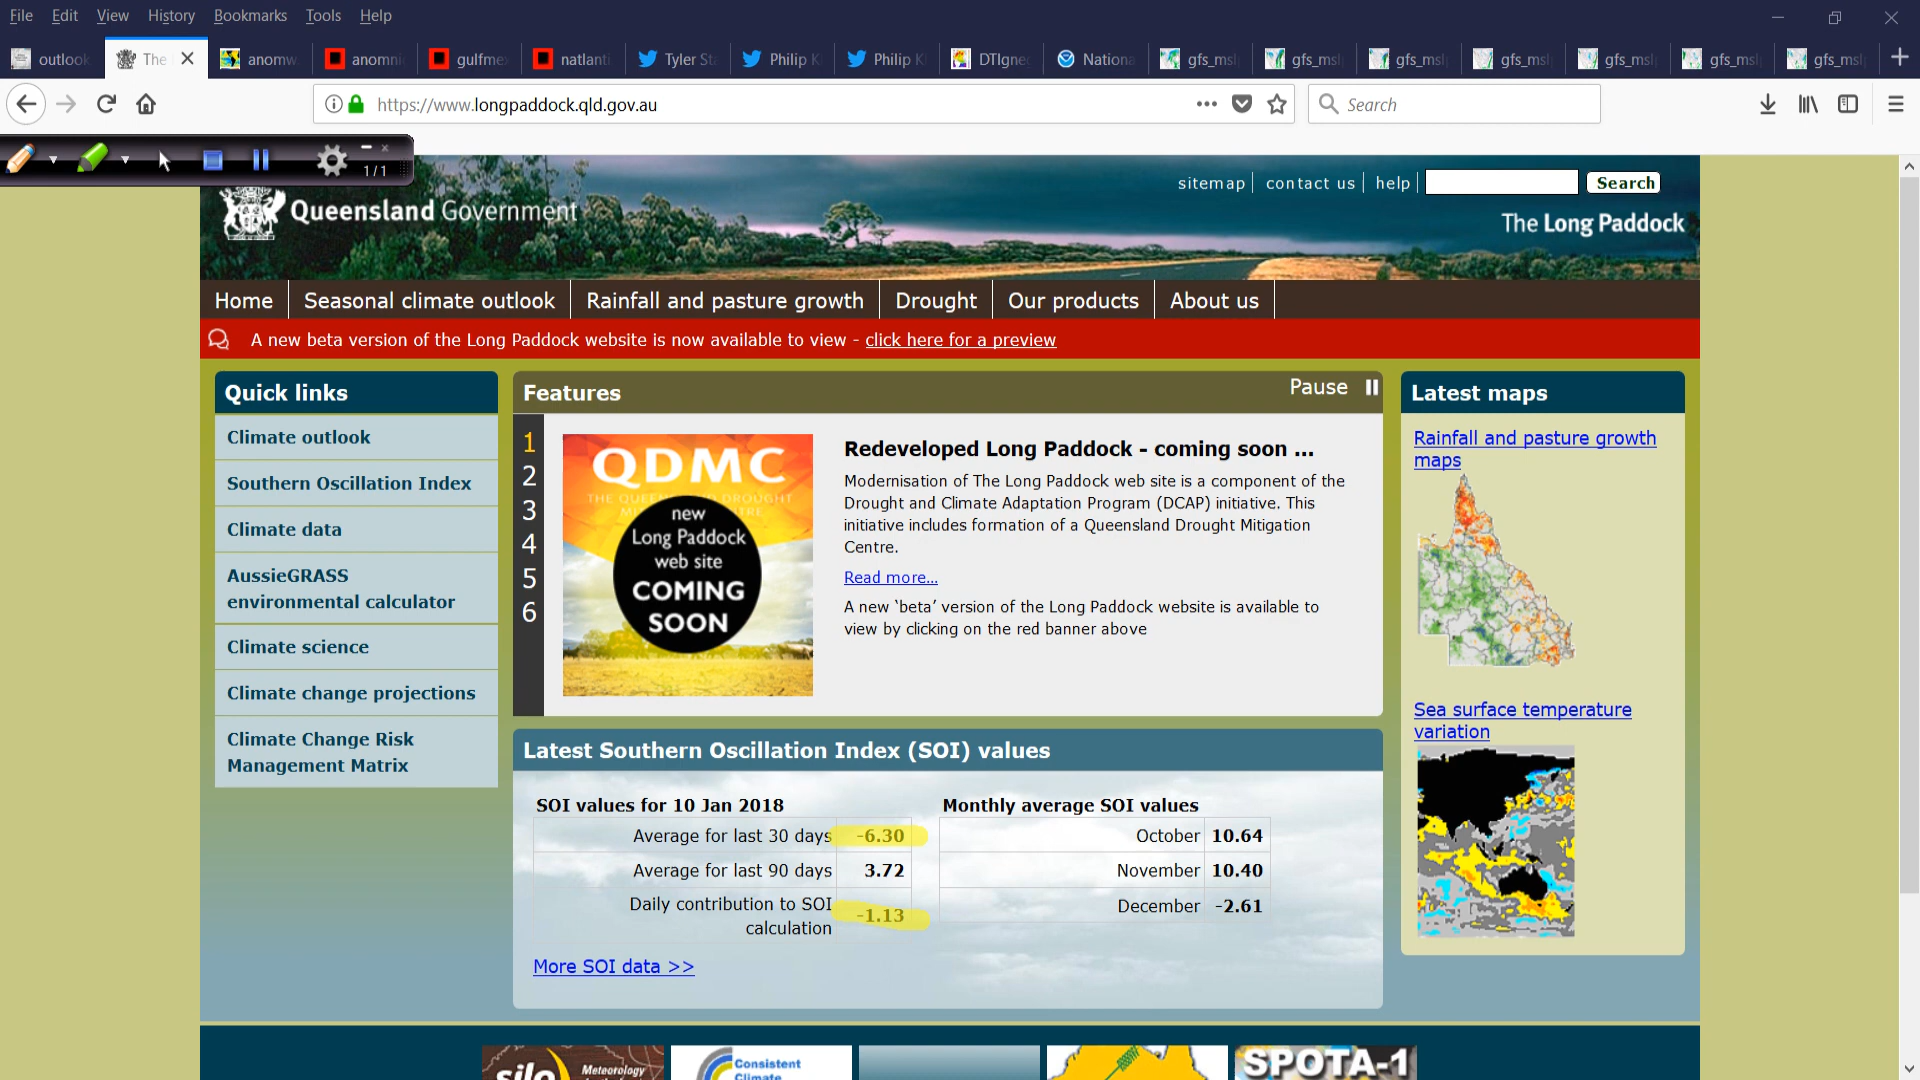 File Edit View History Bookmarks Tools Help
outlook The anomw anomni gulfmex natlanti Tyler Sta Philip K Philip K DTIgneo Nationa gfs_msl gfs_msl gfs_msl gfs_msl gfs_msl gfs_msl gfs_msl
https://www.longpaddock.qld.gov.au
Search
1/1
sitemap contact us help Search
Queensland Government
The Long Paddock
Home Seasonal climate outlook Rainfall and pasture growth Drought Our products About us
A new beta version of the Long Paddock website is now available to view - click here for a preview
Quick links
Climate outlook
Southern Oscillation Index
Climate data
AussieGRASS
environmental calculator
Climate science
Climate change projections
Climate Change Risk
Management Matrix
Features
Pause
1
2
3
4
5
6
QDMC
new
Long Paddock
web site
COMING
SOON
Redeveloped Long Paddock - coming soon ...
Modernisation of The Long Paddock web site is a component of the
Drought and Climate Adaptation Program (DCAP) initiative. This
initiative includes formation of a Queensland Drought Mitigation
Centre.
Read more...
A new ‘beta’ version of the Long Paddock website is available to
view by clicking on the red banner above
Latest Southern Oscillation Index (SOI) values
SOI values for 10 Jan 2018
Average for last 30 days -6.30
Average for last 90 days 3.72
Daily contribution to SOI
calculation -1.13
More SOI data >>
Monthly average SOI values
October 10.64
November 10.40
December -2.61
Latest maps
Rainfall and pasture growth
maps
Sea surface temperature
variation
silo
Meteorology
Consistent
Climate
SPOTA-1